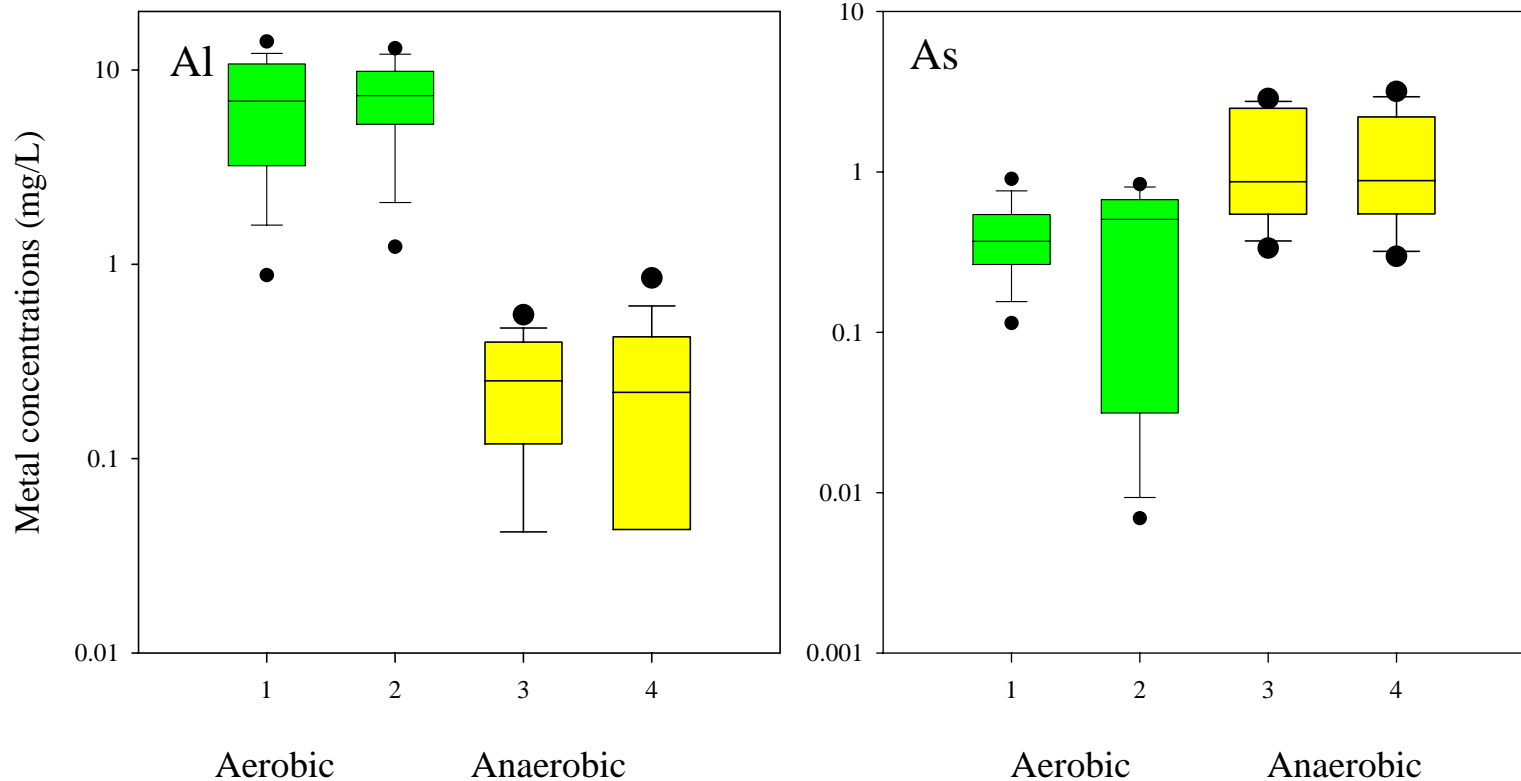 Metal concentrations (mg/L)
Al
10
1
0.1
0.01
1 2 3 4
Aerobic Anaerobic
As
10
1
0.1
0.01
0.001
1 2 3 4
Aerobic Anaerobic